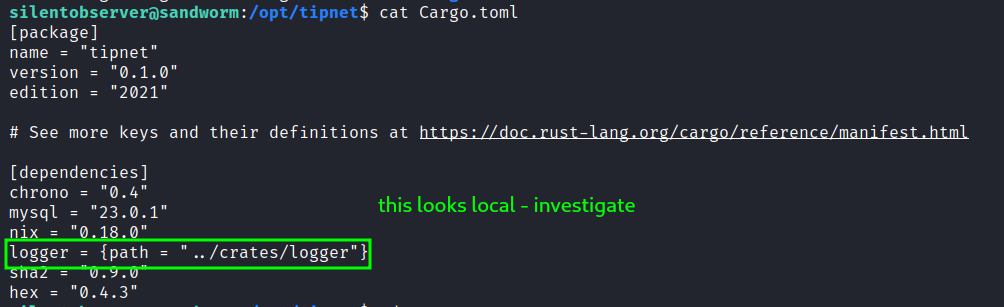 silentobserver@sandworm:/opt/tipnet$ cat Cargo.toml
[package]
name = "tipnet"
version = "0.1.0"
edition = "2021"
# See more keys and their definitions at https://doc.rust-lang.org/cargo/reference/manifest.html
[dependencies]
chrono = "0.4"
mysql = "23.0.1"
this looks local - investigate
nix = "0.18.0"
logger = {path = "../crates/logger"}
sha2 = "0.9.0"
hex = "0.4.3"